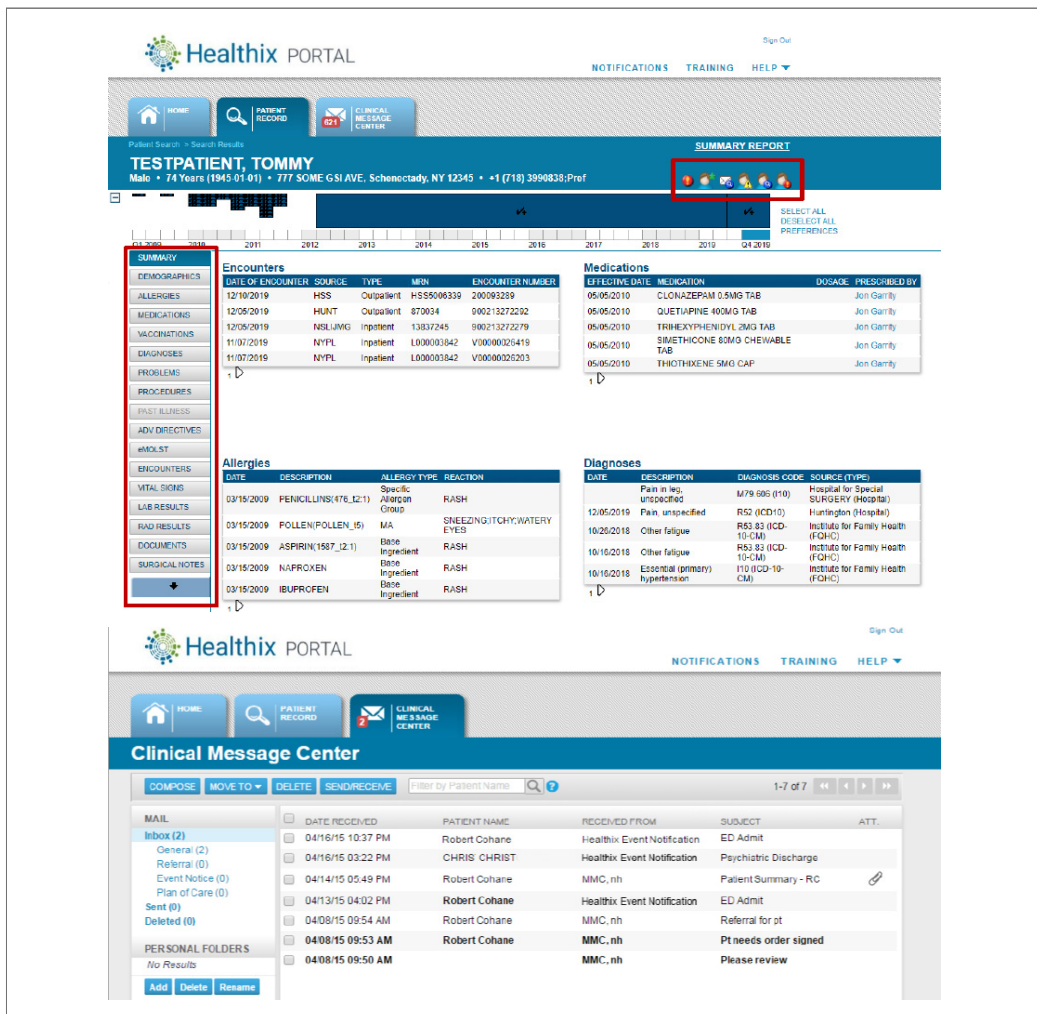 Healthix PORTAL
Sign Out
NOTIFICATIONS TRAINING HELP
HOME
PATIENT RECORD
621
CLINICAL MESSAGE CENTER
Patient Search > Search Results
SUMMARY REPORT
TESTPATIENT, TOMMY
Male • 74 Years (1945-01-01) • 777 SOME GSI AVE, Schenoctady, NY 12345 • +1 (718) 3990838;Prof
SELECT ALL
DESELECT ALL
PREFERENCES
Q1 2009 2010 2011 2012 2013 2014 2015 2016 2017 2018 2019 Q4 2019
SUMMARY
DEMOGRAPHICS
ALLERGIES
MEDICATIONS
VACCINATIONS
DIAGNOSES
PROBLEMS
PROCEDURES
PAST ILLNESS
ADV DIRECTIVES
eMOLST
ENCOUNTERS
VITAL SIGNS
LAB RESULTS
RAD RESULTS
DOCUMENTS
SURGICAL NOTES
Encounters
DATE OF ENCOUNTER SOURCE TYPE MRN ENCOUNTER NUMBER
12/10/2019 HSS Outpatient HSS5006339 200093289
12/05/2019 HUNT Outpatient 870034 900213272292
12/05/2019 NSLIJMG Inpatient 13837245 900213272279
11/07/2019 NYPL Inpatient L000003842 V00000026419
11/07/2019 NYPL Inpatient L000003842 V00000026203
1
Medications
EFFECTIVE DATE MEDICATION DOSAGE PRESCRIBED BY
05/05/2010 CLONAZEPAM 0.5MG TAB Jon Garrity
05/05/2010 QUETIAPINE 400MG TAB Jon Garrity
05/05/2010 TRIHEXYPHENIDYL 2MG TAB Jon Garrity
05/05/2010 SIMETHICONE 80MG CHEWABLE TAB Jon Garrity
05/05/2010 THIOTHIXENE 5MG CAP Jon Garrity
1
Allergies
DATE DESCRIPTION ALLERGY TYPE REACTION
03/15/2009 PENICILLINS(476_t2:1) Specific Allergen Group RASH
03/15/2009 POLLEN(POLLEN_t5) MA SNEEZING;ITCHY;WATERY EYES
03/15/2009 ASPIRIN(1587_t2:1) Base Ingredient RASH
03/15/2009 NAPROXEN Base Ingredient RASH
03/15/2009 IBUPROFEN Base Ingredient RASH
1
Diagnoses
DATE DESCRIPTION DIAGNOSIS CODE SOURCE (TYPE)
Pain in leg, unspecified M79.606 (I10) Hospital for Special SURGERY (Hospital)
12/05/2019 Pain, unspecified R52 (ICD10) Huntington (Hospital)
10/26/2018 Other fatigue R53.83 (ICD-10-CM) Institute for Family Health (FQHC)
10/16/2018 Other fatigue R53.83 (ICD-10-CM) Institute for Family Health (FQHC)
10/16/2018 Essential (primary) hypertension I10 (ICD-10-CM) Institute for Family Health (FQHC)
1
Healthix PORTAL
Sign Out
NOTIFICATIONS TRAINING HELP
HOME
PATIENT RECORD
2
CLINICAL MESSAGE CENTER
Clinical Message Center
COMPOSE MOVE TO DELETE SEND/RECEIVE Filter by Patient Name ? 1-7 of 7
MAIL
Inbox (2)
General (2)
Referral (0)
Event Notice (0)
Plan of Care (0)
Sent (0)
Deleted (0)
PERSONAL FOLDERS
No Results
Add Delete Rename
DATE RECEIVED PATIENT NAME RECEIVED FROM SUBJECT ATT.
04/16/15 10:37 PM Robert Cohane Healthix Event Notification ED Admit
04/16/15 03:22 PM CHRIS CHRIST Healthix Event Notification Psychiatric Discharge
04/14/15 05:49 PM Robert Cohane MMC, nh Patient Summary - RC
04/13/15 04:02 PM Robert Cohane Healthix Event Notification ED Admit
04/08/15 09:54 AM Robert Cohane MMC, nh Referral for pt
04/08/15 09:53 AM Robert Cohane MMC, nh Pt needs order signed
04/08/15 09:50 AM MMC, nh Please review